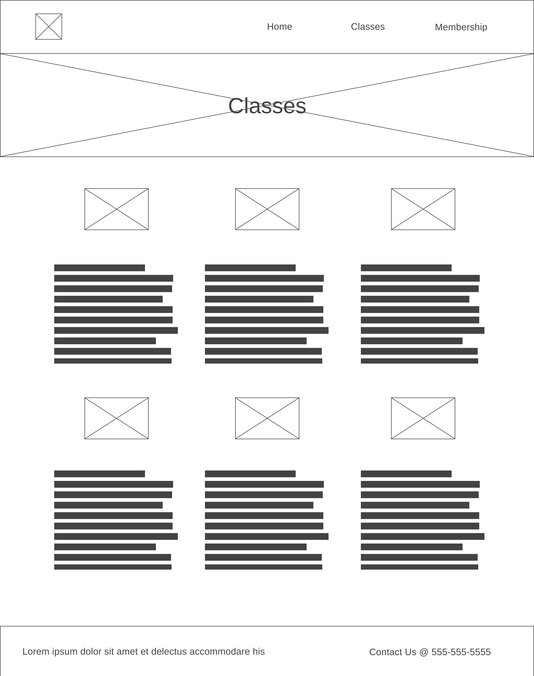 Home Classes Membership
Classes
Lorem ipsum dolor sit amet et delectus accommodare his Contact Us @ 555-555-5555